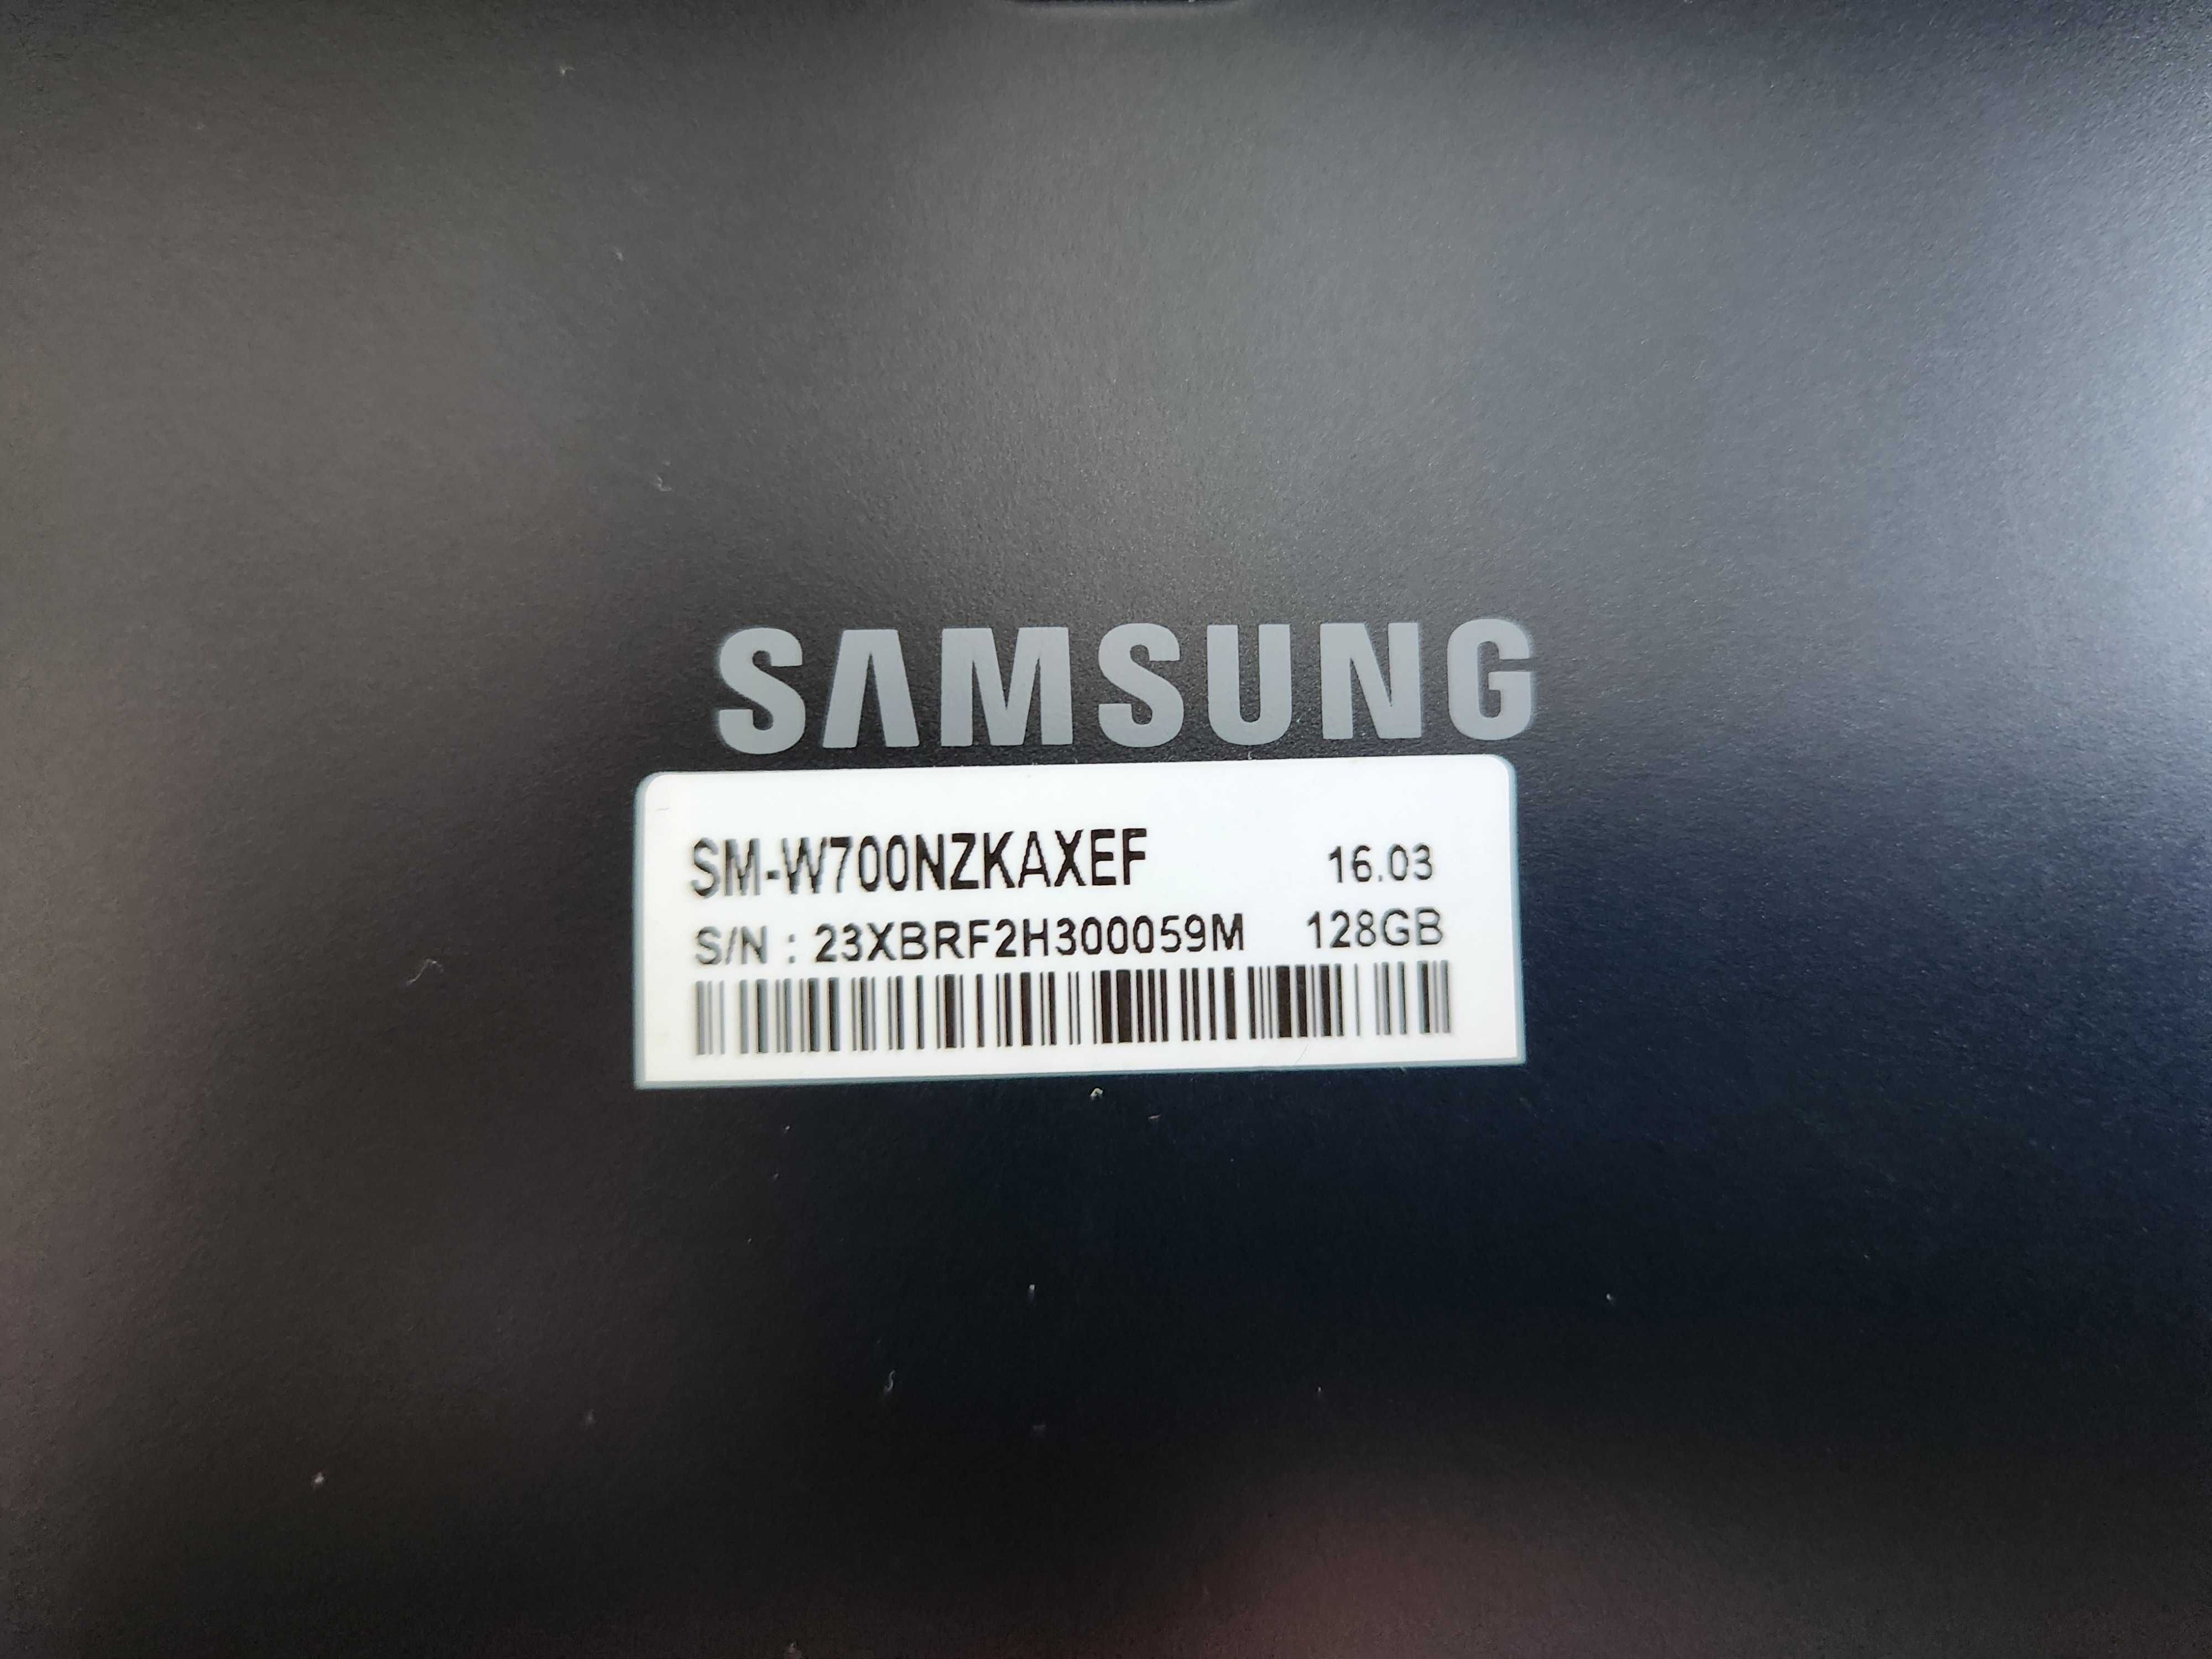 SAMSUNG
SM-W700NZKAXEF 16.03
S/N : 23XBRF2H300059M 128GB